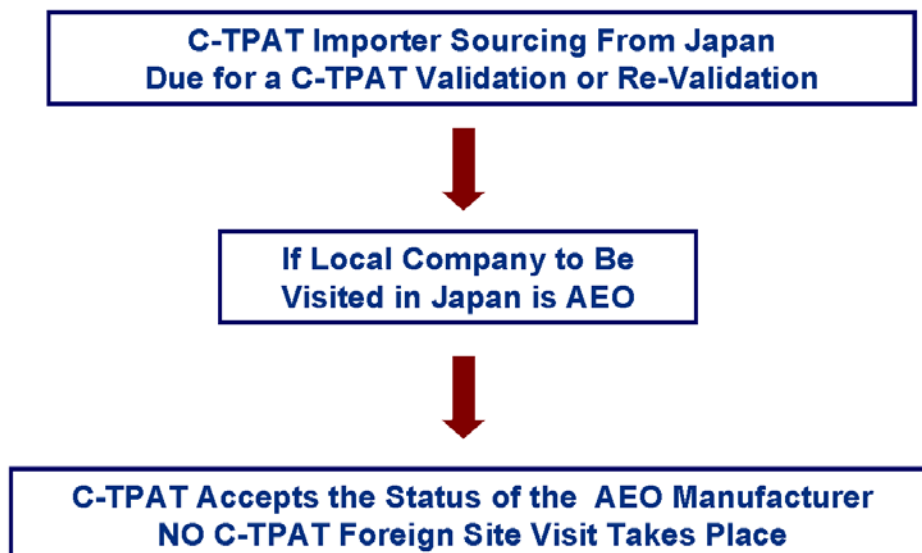 C-TPAT Importer Sourcing From Japan
Due for a C-TPAT Validation or Re-Validation
If Local Company to Be
Visited in Japan is AEO
C-TPAT Accepts the Status of the AEO Manufacturer
NO C-TPAT Foreign Site Visit Takes Place